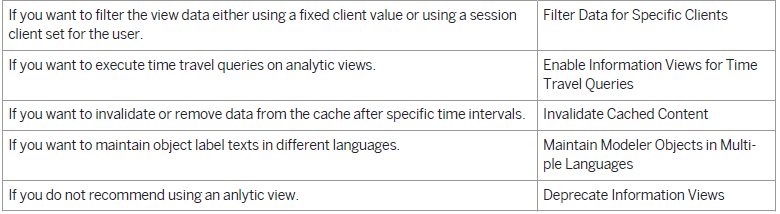 If you want to filter the view data either using a fixed client value or using a session
client set for the user.
Filter Data for Specific Clients
If you want to execute time travel queries on analytic views.
Enable Information Views for Time
Travel Queries
If you want to invalidate or remove data from the cache after specific time intervals.
Invalidate Cached Content
If you want to maintain object label texts in different languages.
Maintain Modeler Objects in Multi-
ple Languages
If you do not recommend using an anlytic view.
Deprecate Information Views